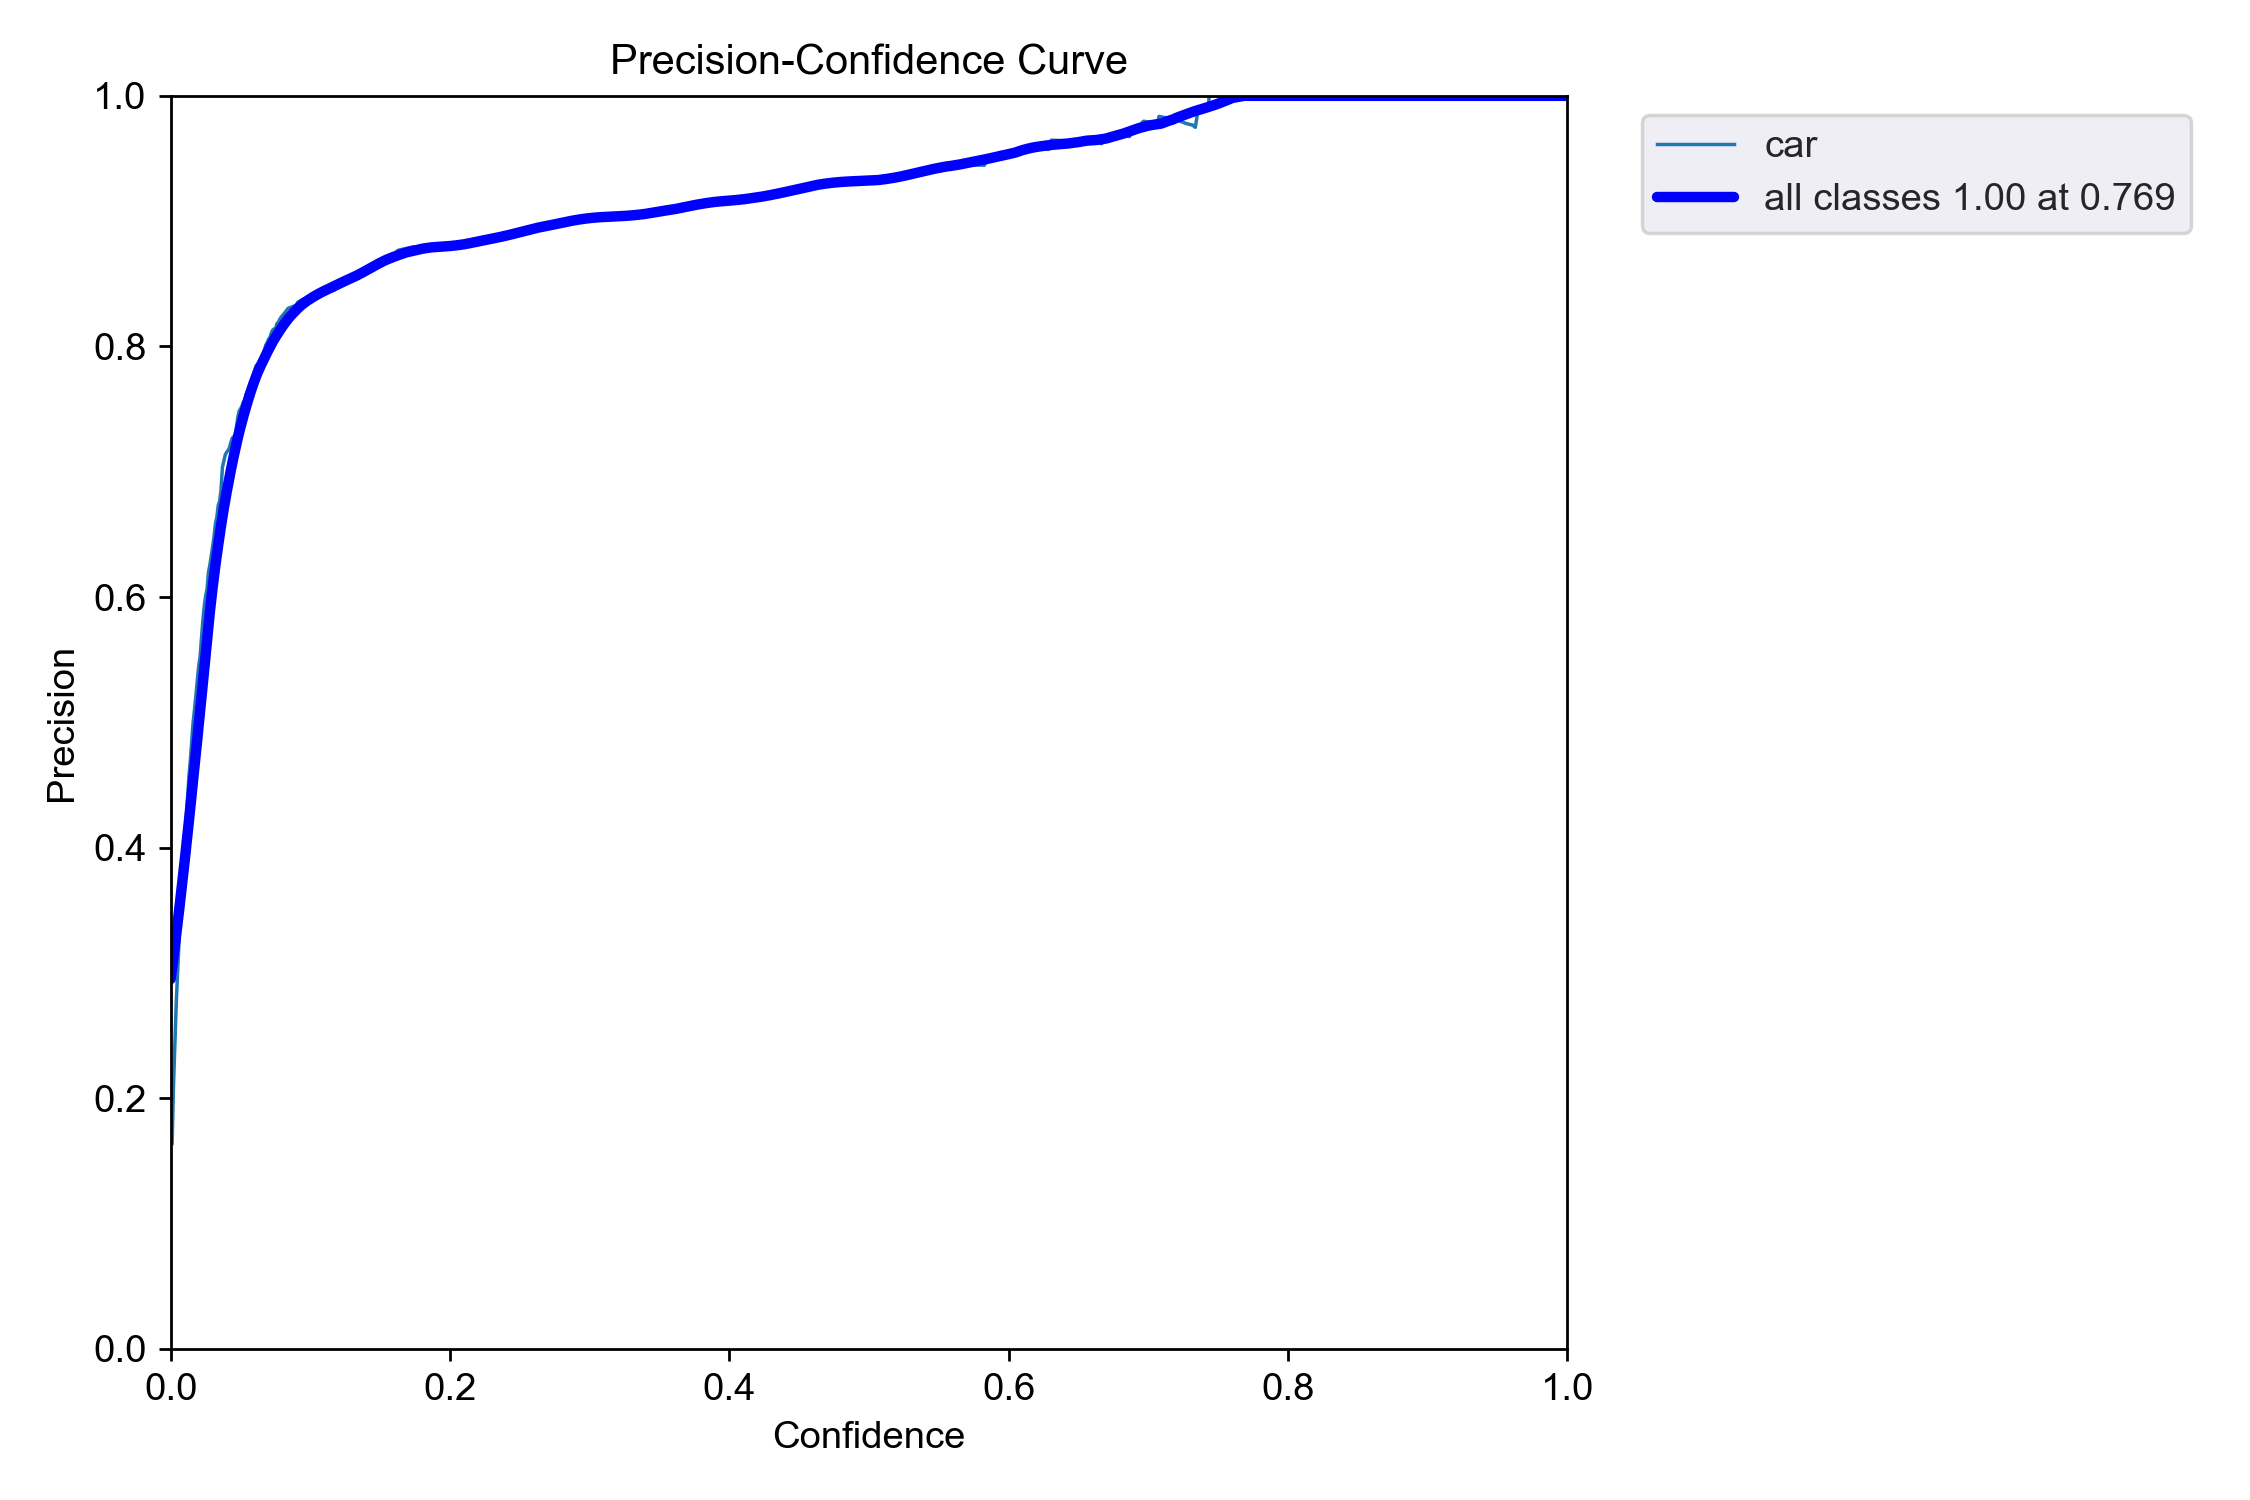 Precision-Confidence Curve
1.0
0.8
0.6
0.4
0.2
0.0
Precision
0.0 0.2 0.4 0.6 0.8 1.0
Confidence
car
all classes 1.00 at 0.769